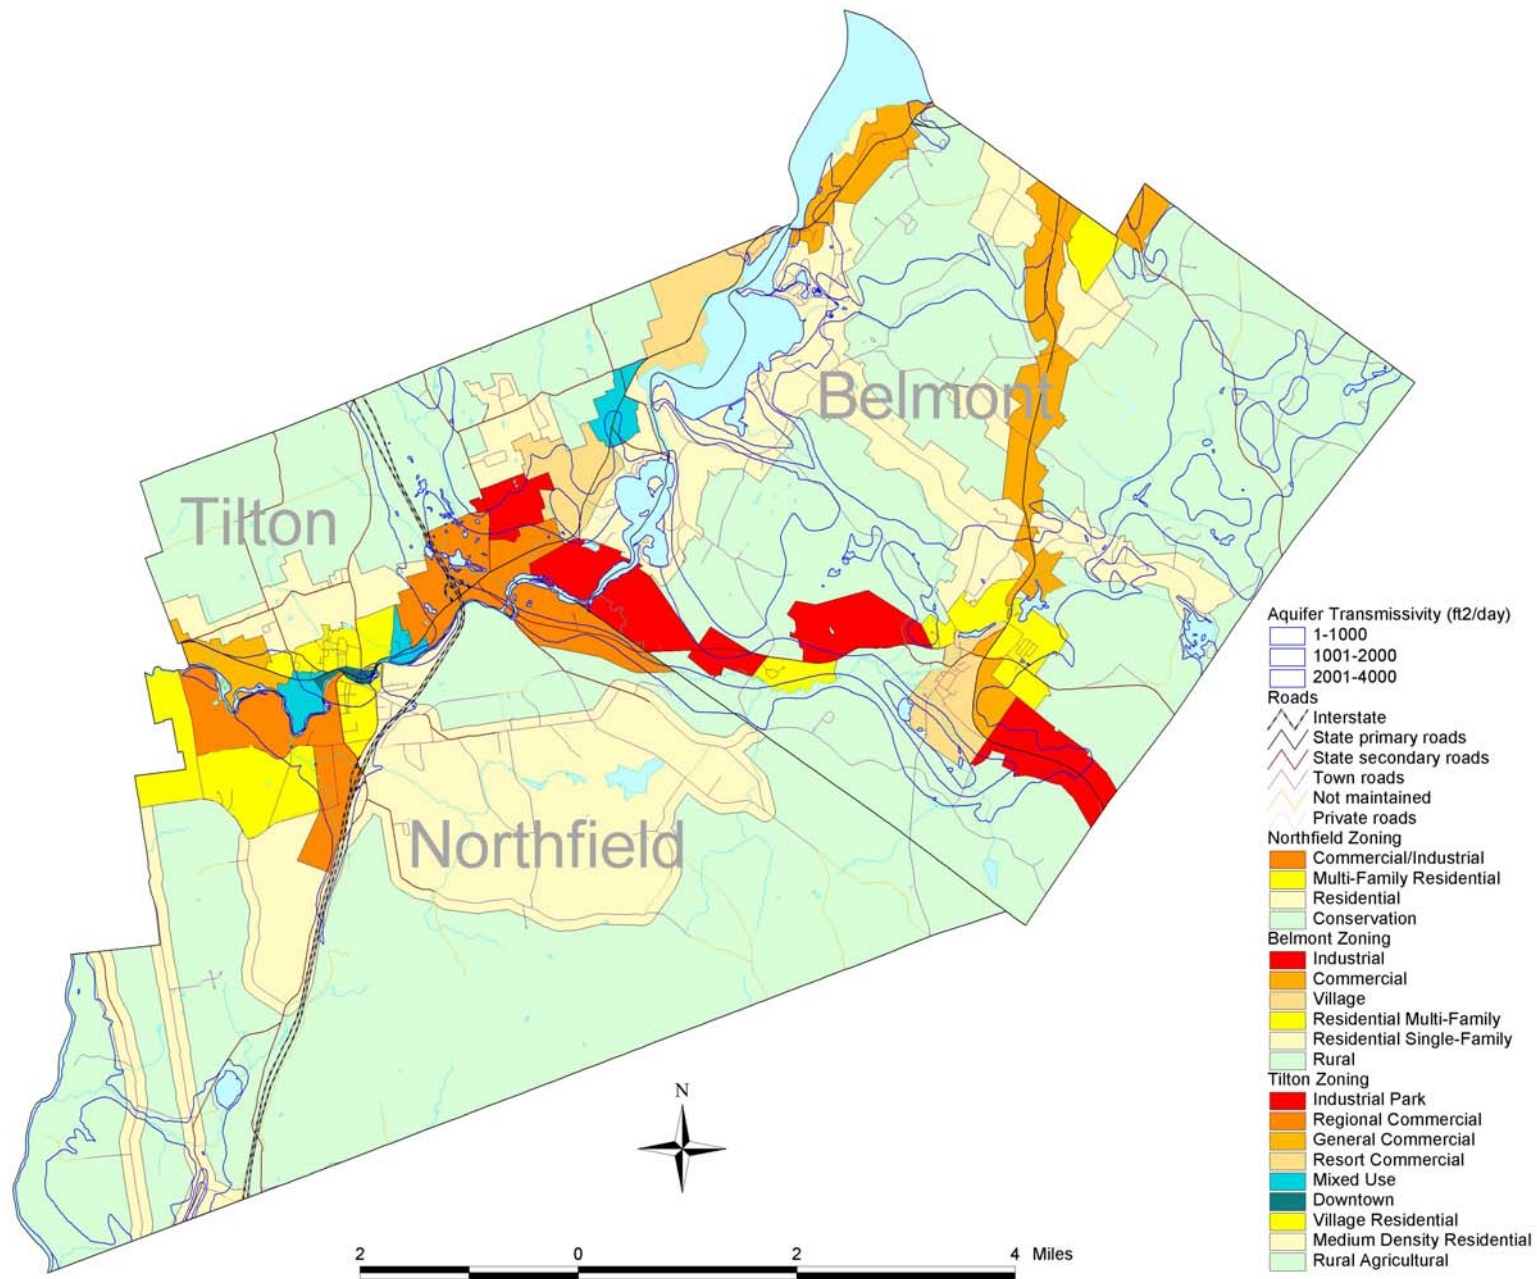 Belmont
Tilton
Northfield
Aquifer Transmissivity (ft2/day)
1-1000
1001-2000
2001-4000
Roads
Interstate
State primary roads
State secondary roads
Town roads
Not maintained
Private roads
Northfield Zoning
Commercial/Industrial
Multi-Family Residential
Residential
Conservation
Belmont Zoning
Industrial
Commercial
Village
Residential Multi-Family
Residential Single-Family
Rural
Tilton Zoning
Industrial Park
Regional Commercial
General Commercial
Resort Commercial
Mixed Use
Downtown
Village Residential
Medium Density Residential
Rural Agricultural
N
2 0 2 4 Miles